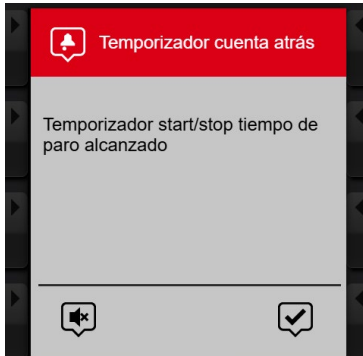 Temporizador cuenta atrás
Temporizador start/stop tiempo de
paro alcanzado